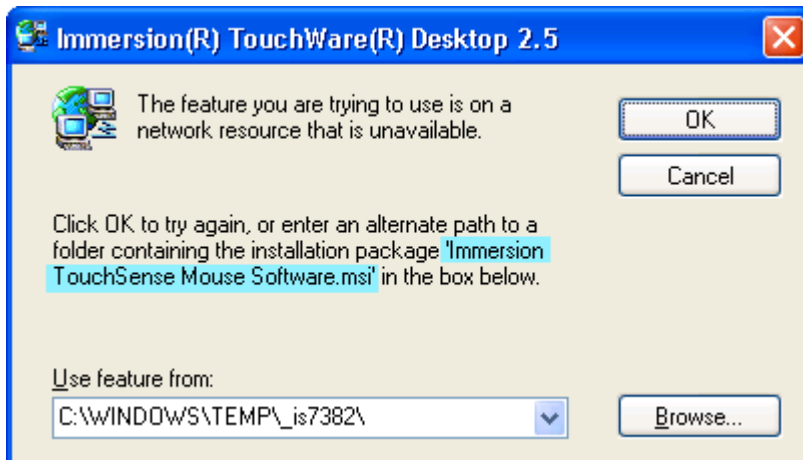 Immersion(R) TouchWare(R) Desktop 2.5
The feature you are trying to use is on a
network resource that is unavailable.
OK
Cancel
Click OK to try again, or enter an alternate path to a
folder containing the installation package 'Immersion
TouchSense Mouse Software.msi' in the box below.
Use feature from:
C:\WINDOWS\TEMP\_is7382\
Browse...